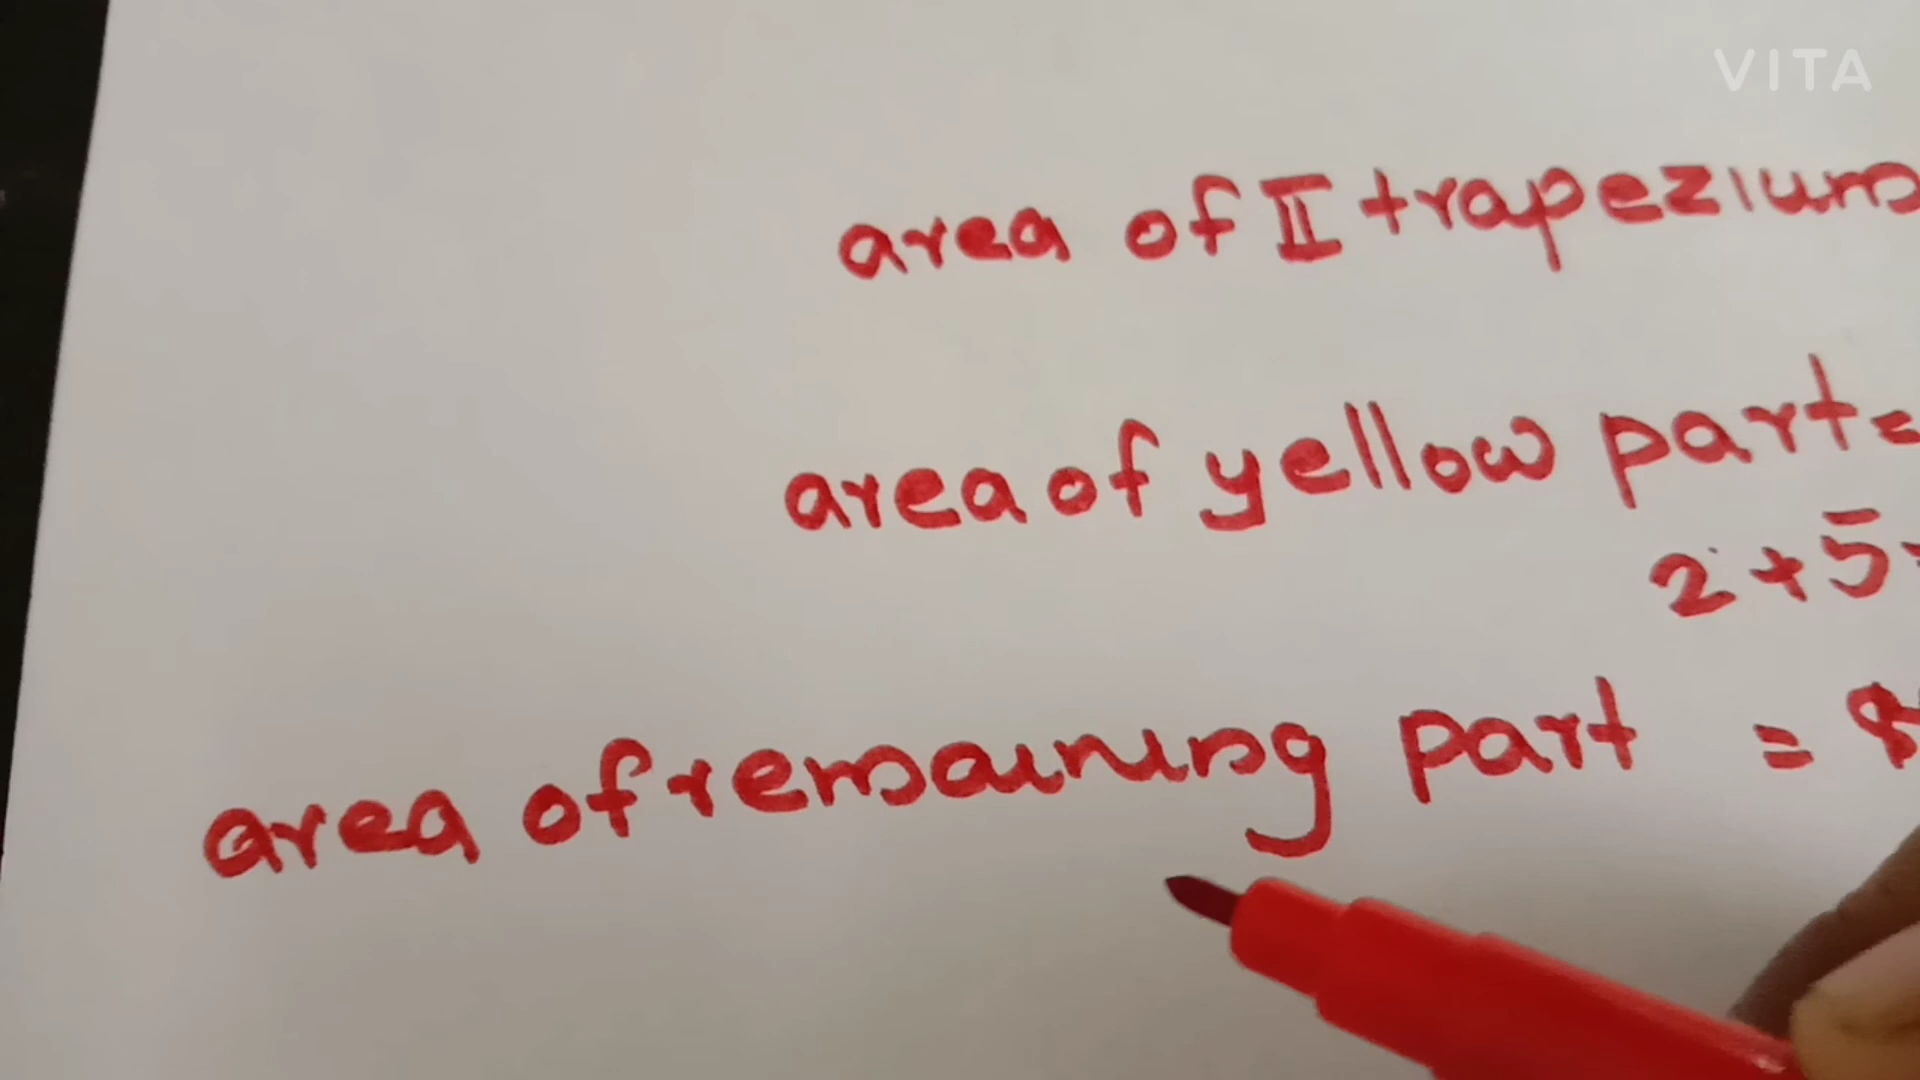 VITA
area of II trapezium
area of yellow part =
2+5
area of remaining part =